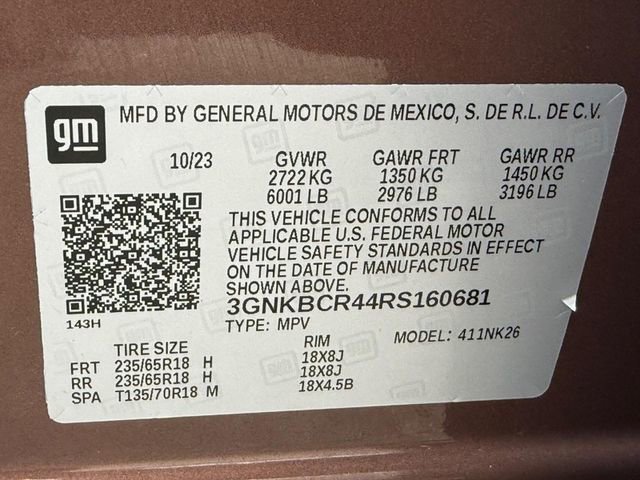 gm
MFD BY GENERAL MOTORS DE MEXICO, S. DE R.L. DE C.V.
10/23 GVWR GAWR FRT GAWR RR
2722 KG 1350 KG 1450 KG
6001 LB 2976 LB 3196 LB
THIS VEHICLE CONFORMS TO ALL
APPLICABLE U.S. FEDERAL MOTOR
VEHICLE SAFETY STANDARDS IN EFFECT
ON THE DATE OF MANUFACTURE
SHOWN ABOVE.
3GNKBCR44RS160681
143H
TYPE: MPV MODEL: 411NK26
TIRE SIZE RIM
FRT 235/65R18 H 18X8J
RR 235/65R18 H 18X8J
SPA T135/70R18 M 18X4.5B